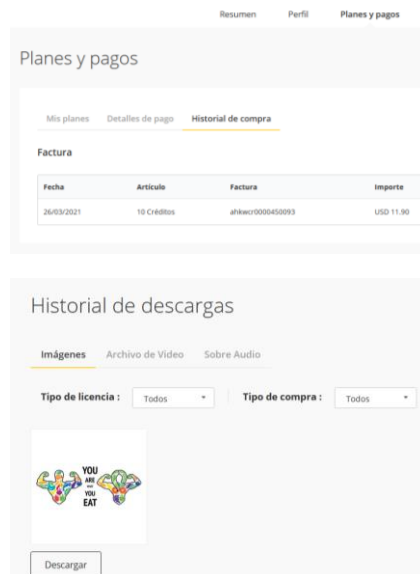 Resumen Perfil Planes y pagos
Planes y pagos
Mis planes Detalles de pago Historial de compra
Factura
Fecha Artículo Factura Importe
26/03/2021 10 Créditos ahkwcr0000450093 USD 11.90
Historial de descargas
Imágenes Archivo de Video Sobre Audio
Tipo de licencia : Todos Tipo de compra : Todos
YOU
ARE
YOU
EAT
Descargar